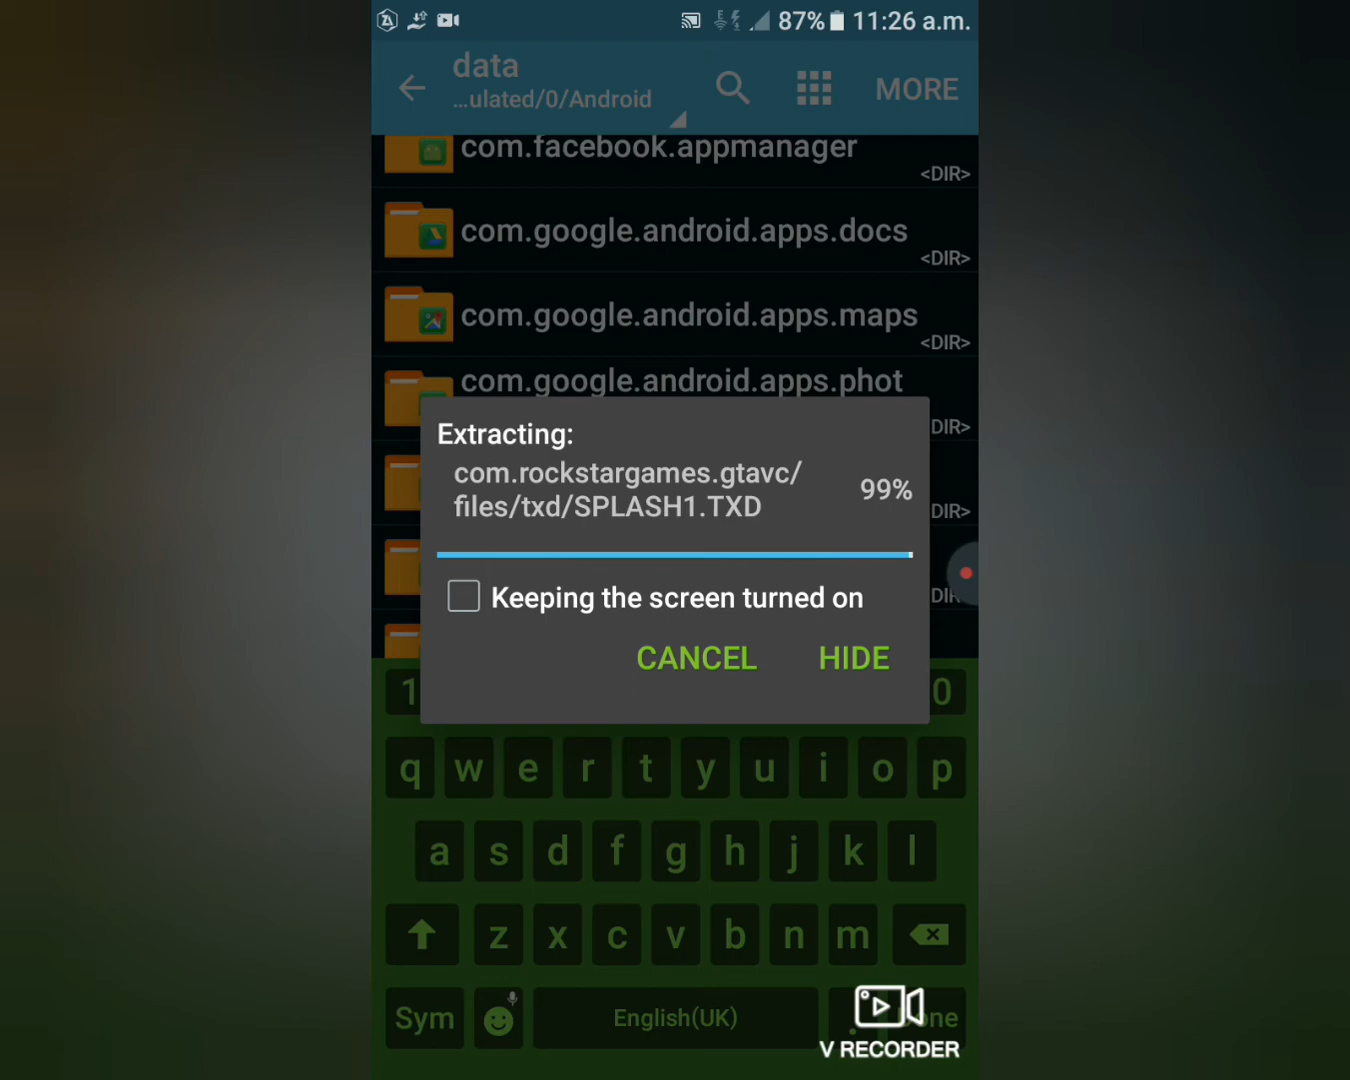 87% 11:26 a.m.
data
...ulated/0/Android
MORE
com.facebook.appmanager
<DIR>
com.google.android.apps.docs
<DIR>
com.google.android.apps.maps
<DIR>
com.google.android.apps.phot
DIR>
Extracting:
com.rockstargames.gtavc/
files/txd/SPLASH1.TXD
99%
DIR>
Keeping the screen turned on
DIR
CANCEL HIDE
1 0
q w e r t y u i o p
a s d f g h j k l
z x c v b n m
Sym English(UK) . one
V RECORDER